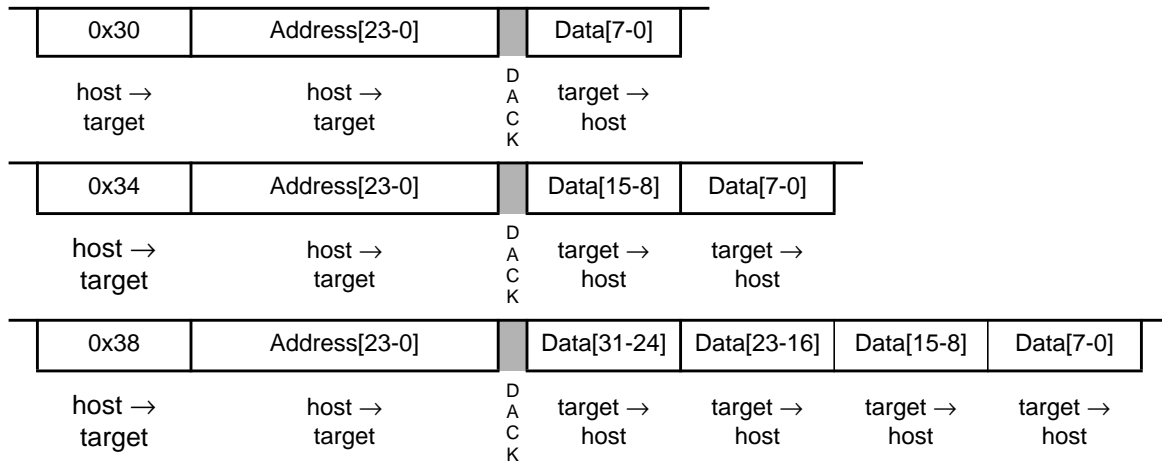 0x30 Address[23-0] Data[7-0]
host → target host → target D A C K target → host
0x34 Address[23-0] Data[15-8] Data[7-0]
host → target host → target D A C K target → host target → host
0x38 Address[23-0] Data[31-24] Data[23-16] Data[15-8] Data[7-0]
host → target host → target D A C K target → host target → host target → host target → host